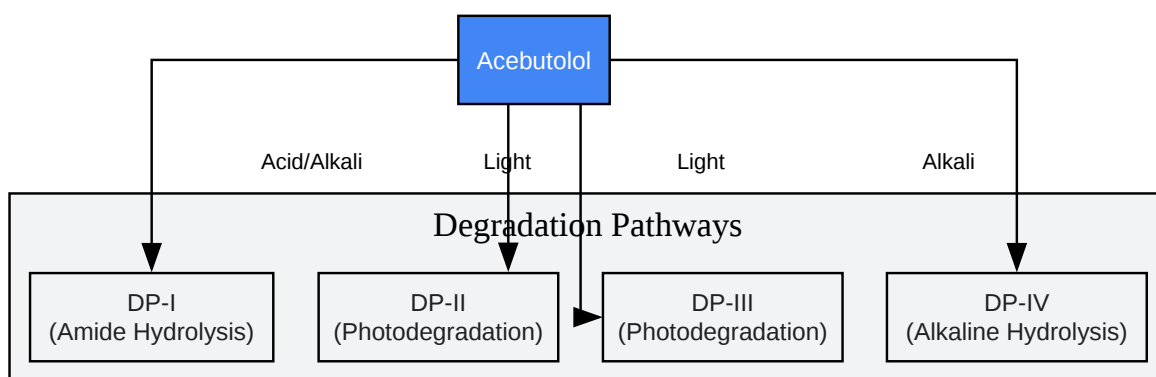 Acebutolol
Acid/Alkali
Light
Light
Alkali
Degradation Pathways
DP-I
(Amide Hydrolysis)
DP-II
(Photodegradation)
DP-III
(Photodegradation)
DP-IV
(Alkaline Hydrolysis)